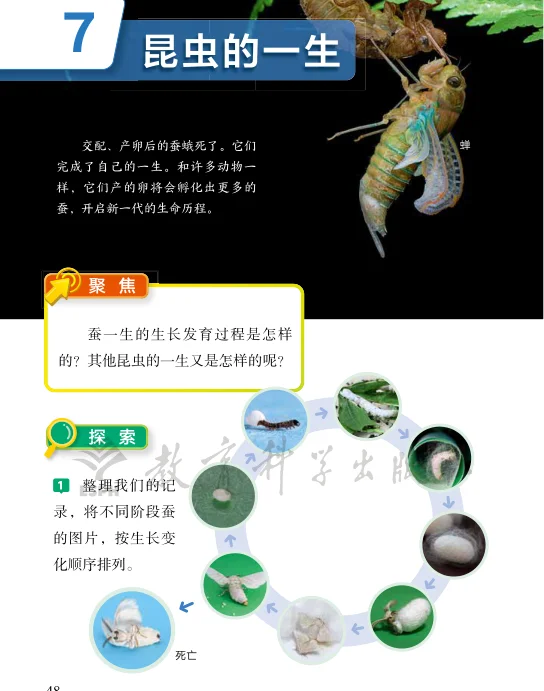 7
昆虫的一生
交配、产卵后的蚕蛾死了。它们
完成了自己的一生。和许多动物一
样，它们产的卵将会孵化出更多的
蚕，开启新一代的生命历程。
蝉
聚焦
蚕一生的生长发育过程是怎样
的？其他昆虫的一生又是怎样的呢？
探索
教育科学出版
ESPH
1 整理我们的记
录，将不同阶段蚕
的图片，按生长变
化顺序排列。
死亡
48